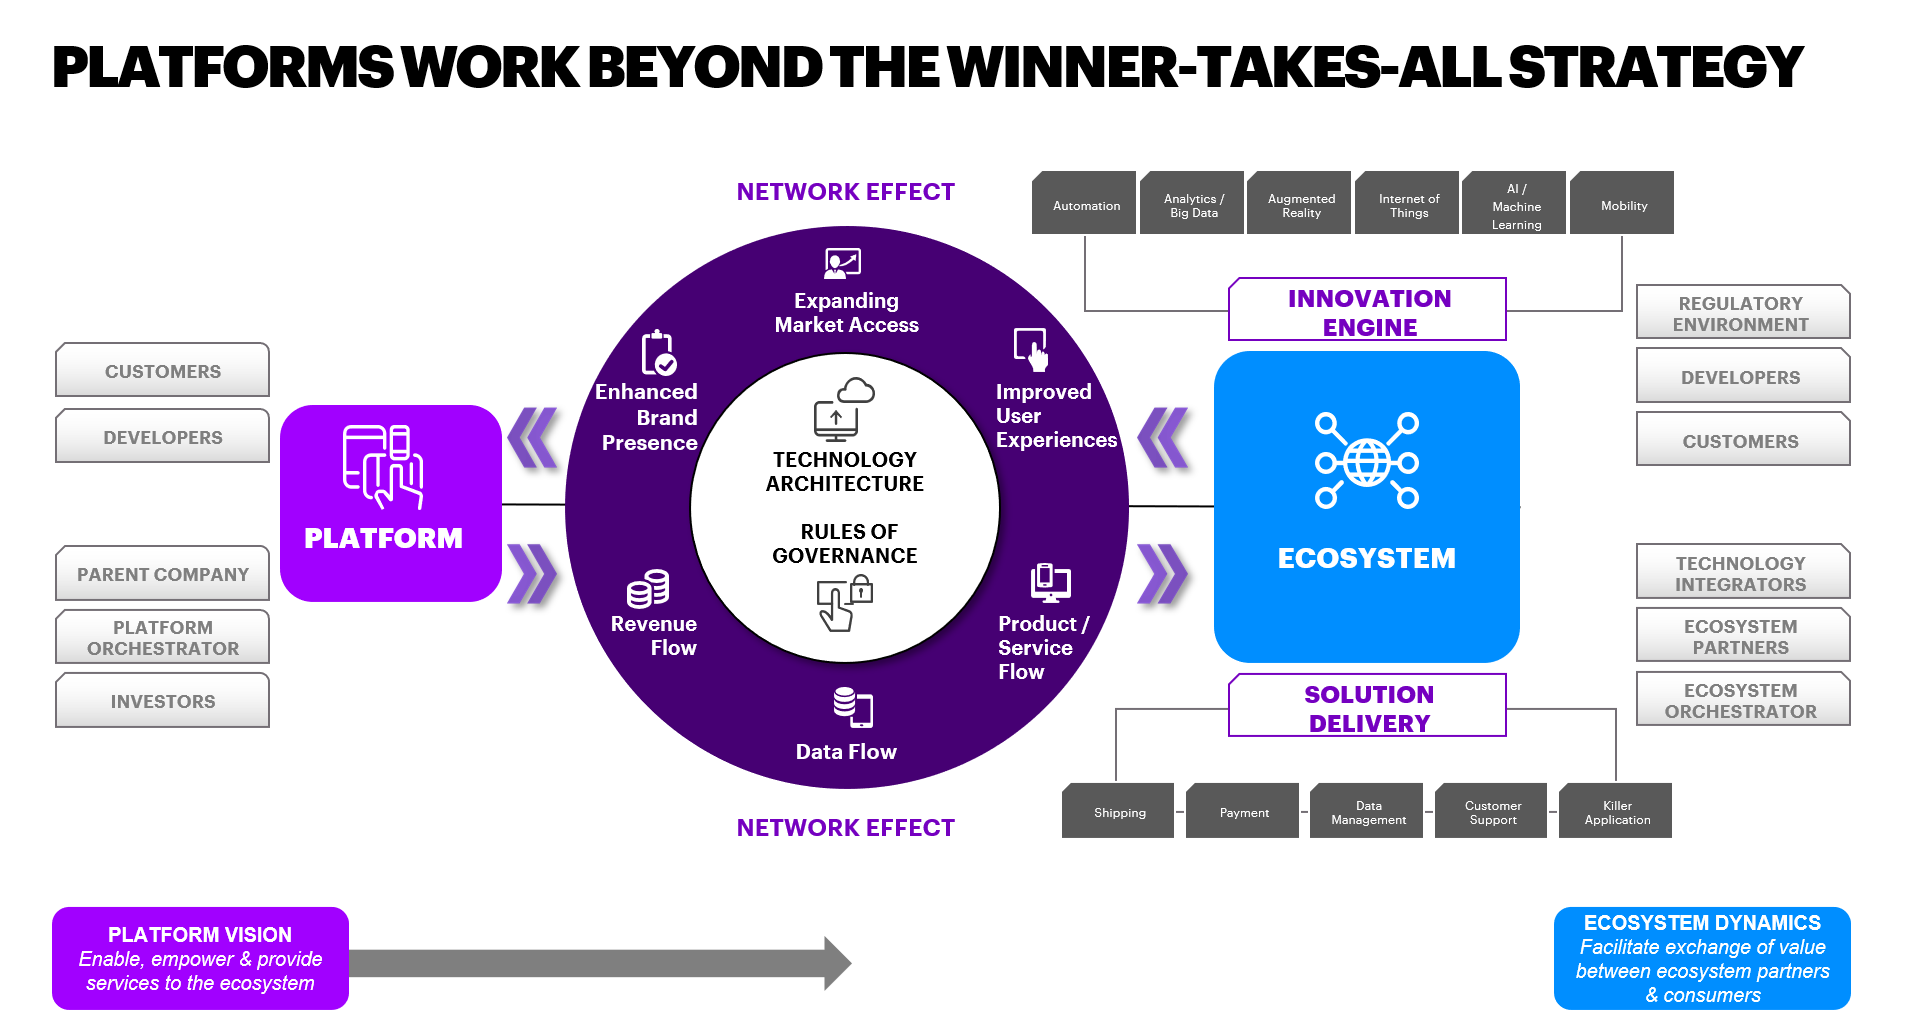 PLATFORMS WORK BEYOND THE WINNER-TAKES-ALL STRATEGY
NETWORK EFFECT
Automation
Analytics /
Big Data
Augmented
Reality
Internet of
Things
AI /
Machine
Learning
Mobility
INNOVATION
ENGINE
REGULATORY
ENVIRONMENT
DEVELOPERS
CUSTOMERS
CUSTOMERS
DEVELOPERS
PLATFORM
PARENT COMPANY
PLATFORM
ORCHESTRATOR
INVESTORS
Expanding
Market Access
Enhanced
Brand
Presence
Improved
User
Experiences
TECHNOLOGY
ARCHITECTURE
RULES OF
GOVERNANCE
Revenue
Flow
Product /
Service
Flow
Data Flow
ECOSYSTEM
TECHNOLOGY
INTEGRATORS
ECOSYSTEM
PARTNERS
ECOSYSTEM
ORCHESTRATOR
SOLUTION
DELIVERY
Shipping
Payment
Data
Management
Customer
Support
Killer
Application
NETWORK EFFECT
PLATFORM VISION
Enable, empower & provide
services to the ecosystem
ECOSYSTEM DYNAMICS
Facilitate exchange of value
between ecosystem partners
& consumers